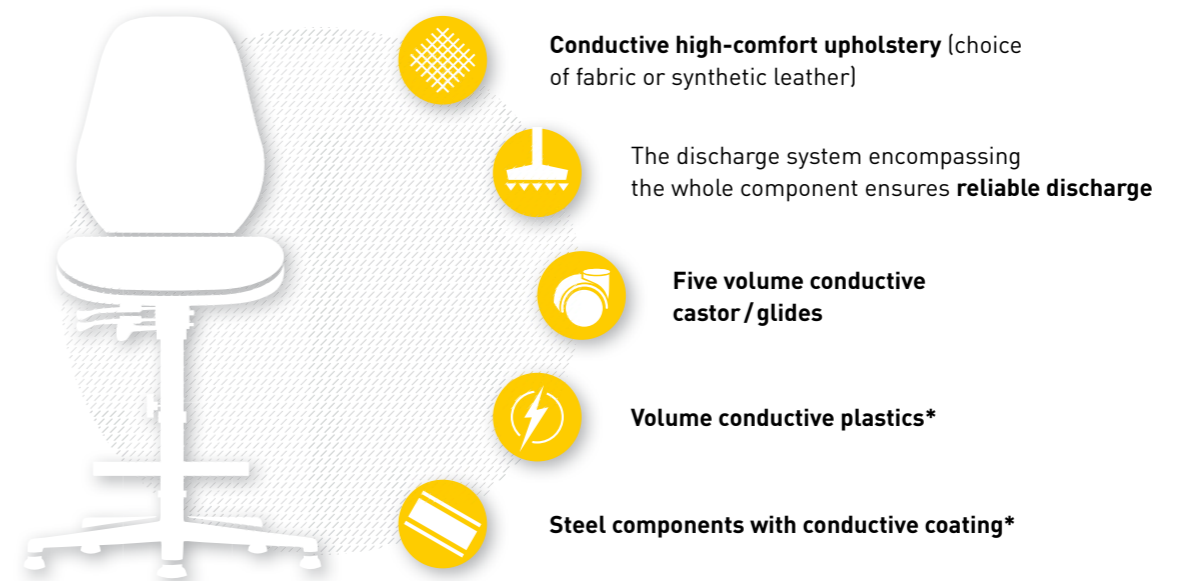 Conductive high-comfort upholstery (choice
of fabric or synthetic leather)
The discharge system encompassing
the whole component ensures reliable discharge
Five volume conductive
castor / glides
Volume conductive plastics*
Steel components with conductive coating*